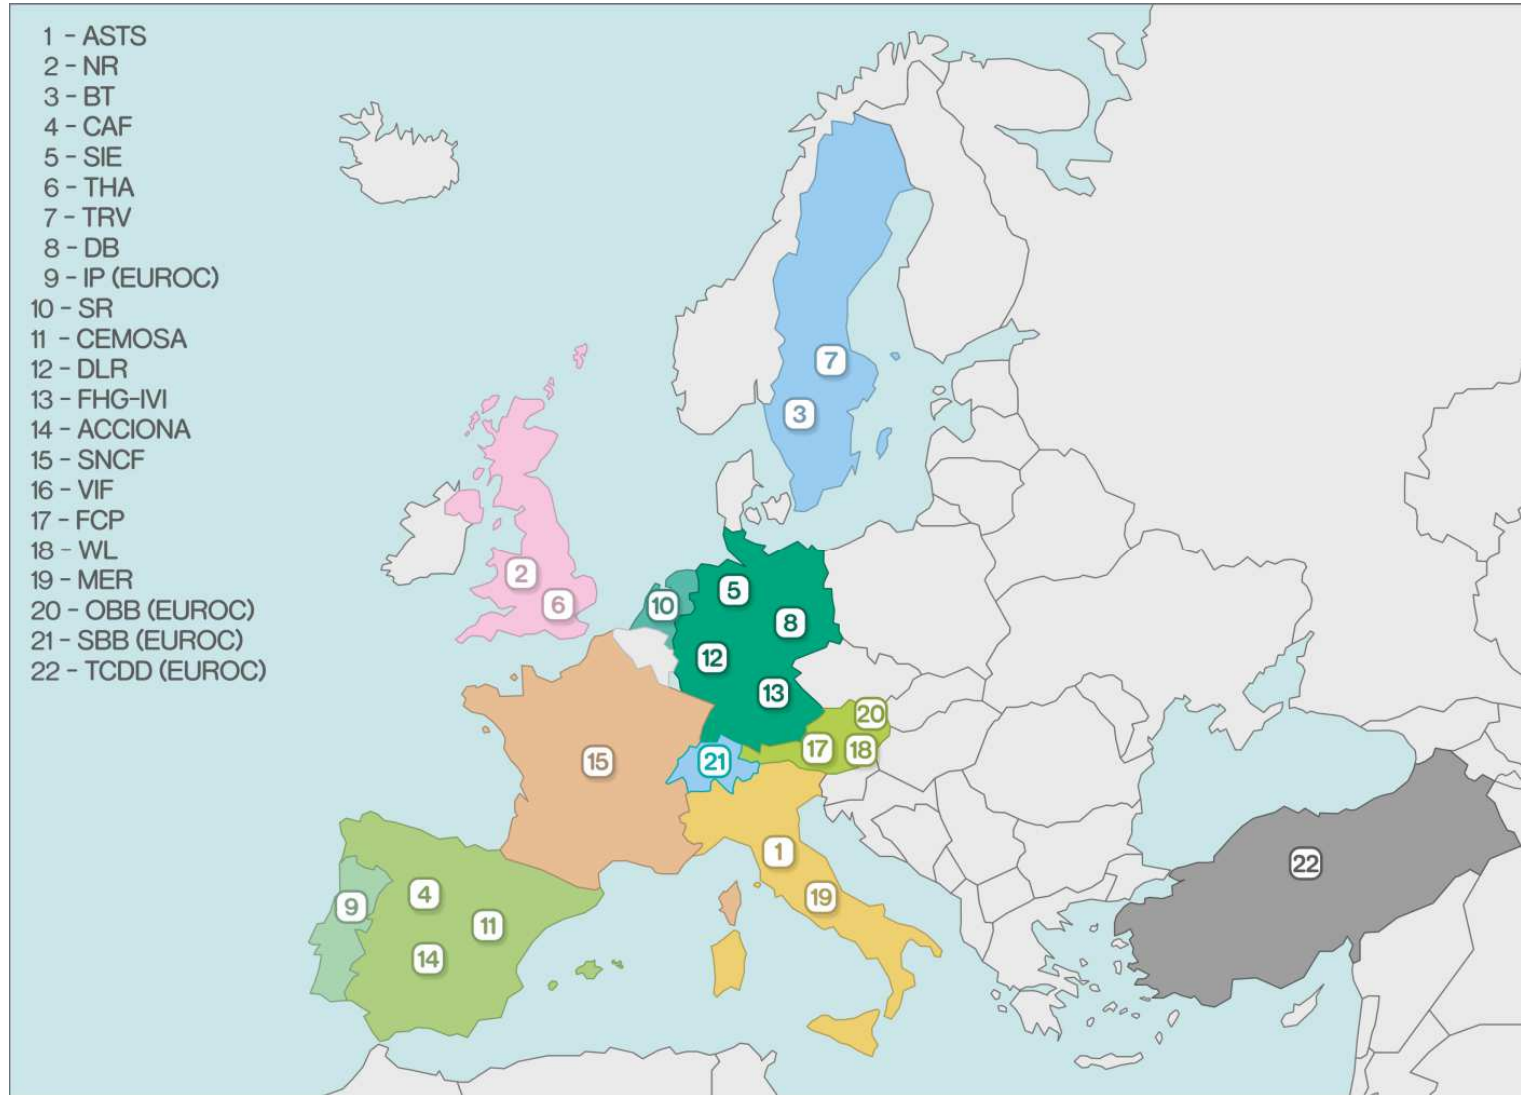 1 - ASTS
2 - NR
3 - BT
4 - CAF
5 - SIE
6 - THA
7 - TRV
8 - DB
9 - IP (EUROC)
10 - SR
11 - CEMOSA
12 - DLR
13 - FHG-IVI
14 - ACCIONA
15 - SNCF
16 - VIF
17 - FCP
18 - WL
19 - MER
20 - OBB (EUROC)
21 - SBB (EUROC)
22 - TCDD (EUROC)
7
3
2
6
5
10
8
12
13
20
17
18
21
15
1
22
4
19
9
11
14